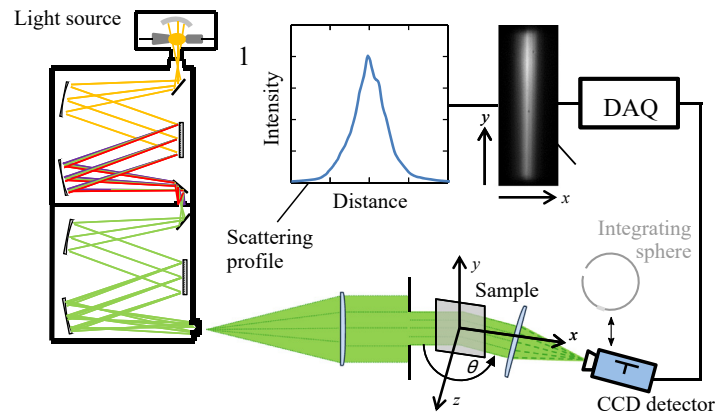 Light source
1
Intensity
Distance
Scattering
profile
y
x
DAQ
Integrating
sphere
y
Sample
x
θ
z
CCD detector